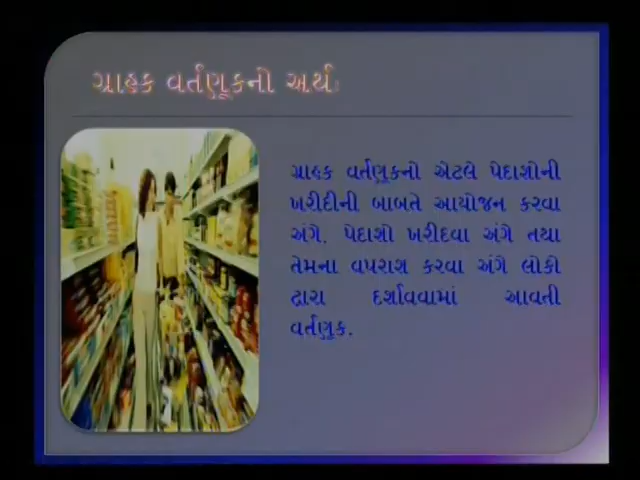 ગ્રાહક વર્તણૂકનો અર્થ:
ગ્રાહક વર્તણૂકનો એટલે પેદાશોની
ખરીદીની બાબતે આયોજન કરવા
અંગે, પેદાશો ખરીદવા અંગે તથા
તેમના વપરાશ કરવા અંગે લોકો
દ્વારા દર્શાવવામાં આવતી
વર્તણૂક.